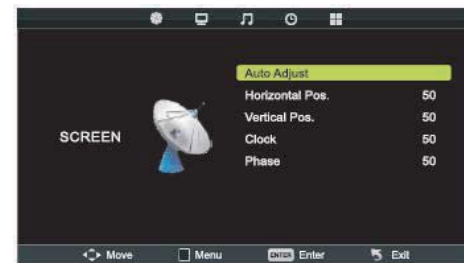 Auto Adjust
Horizontal Pos. 50
Vertical Pos. 50
SCREEN
Clock 50
Phase 50
Move Menu ENTER Enter Exit